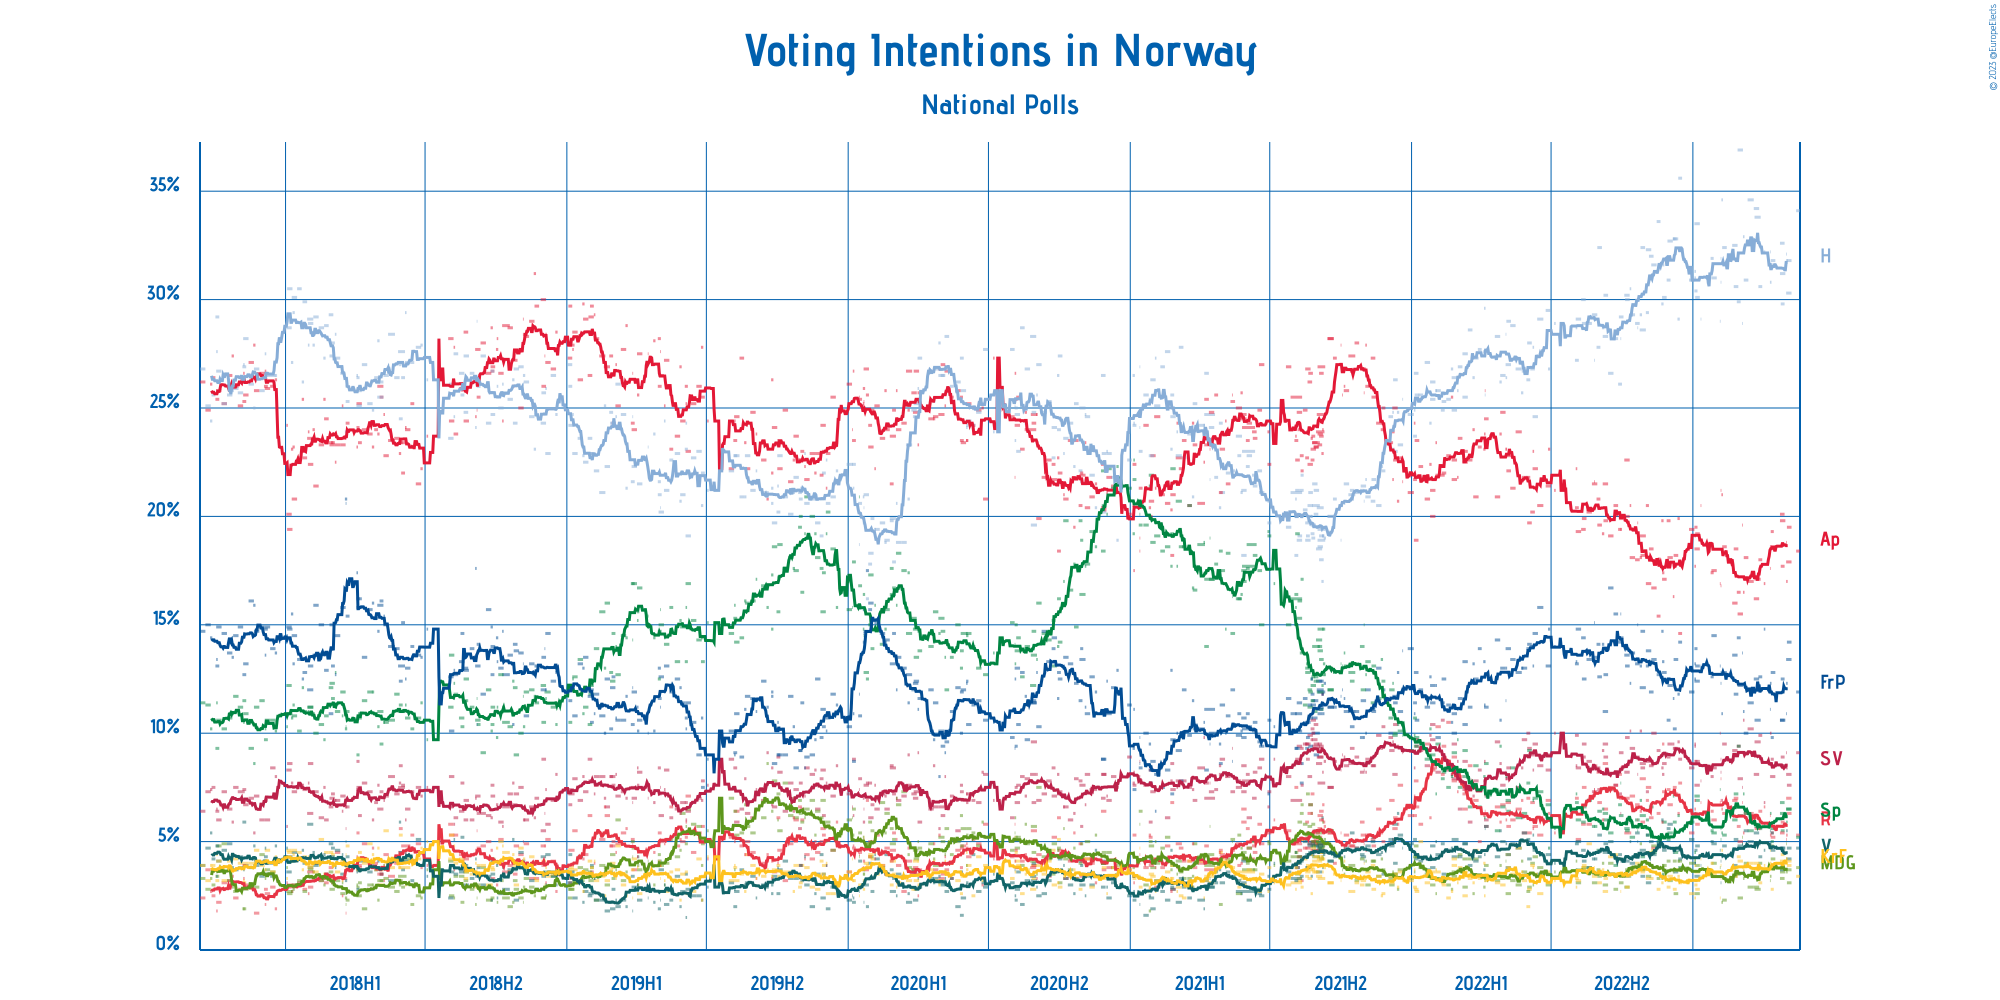 © 2023 @EuropeElects
Voting Intentions in Norway
National Polls
35%
30%
25%
20%
15%
10%
5%
0%
H
Ap
FrP
SV
Sp
R
V
KrF
MDG
2018H1 2018H2 2019H1 2019H2 2020H1 2020H2 2021H1 2021H2 2022H1 2022H2